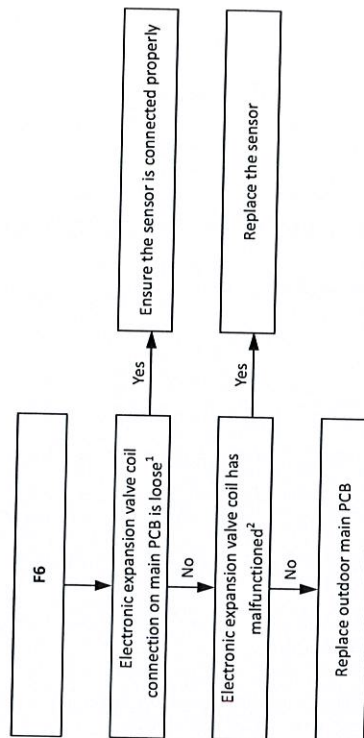 F6
Electronic expansion valve coil
connection on main PCB is loose¹
Yes
Ensure the sensor is connected properly
No
Electronic expansion valve coil has
malfunctioned²
Yes
Replace the sensor
No
Replace outdoor main PCB